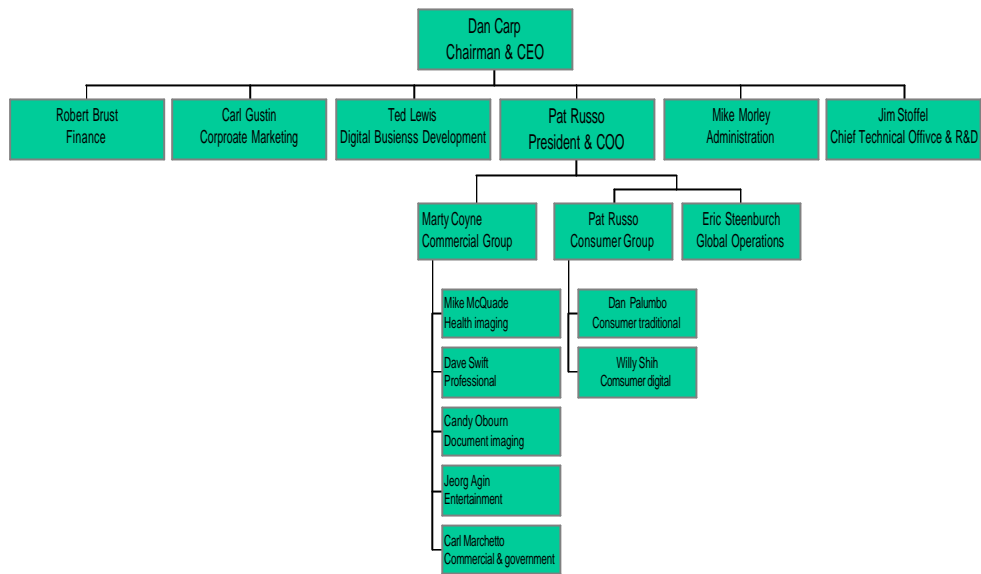 Dan Carp
Chairman & CEO
Robert Brust
Finance
Carl Gustin
Corproate Marketing
Ted Lewis
Digital Busienss Development
Pat Russo
President & COO
Mike Morley
Administration
Jim Stoffel
Chief Technical Offivce & R&D
Marty Coyne
Commercial Group
Pat Russo
Consumer Group
Eric Steenburch
Global Operations
Mike McQuade
Health imaging
Dave Swift
Professional
Candy Obourn
Document imaging
Jeorg Agin
Entertainment
Carl Marchetto
Commercial & government
Dan Palumbo
Consumer traditional
Willy Shih
Comsumer digital